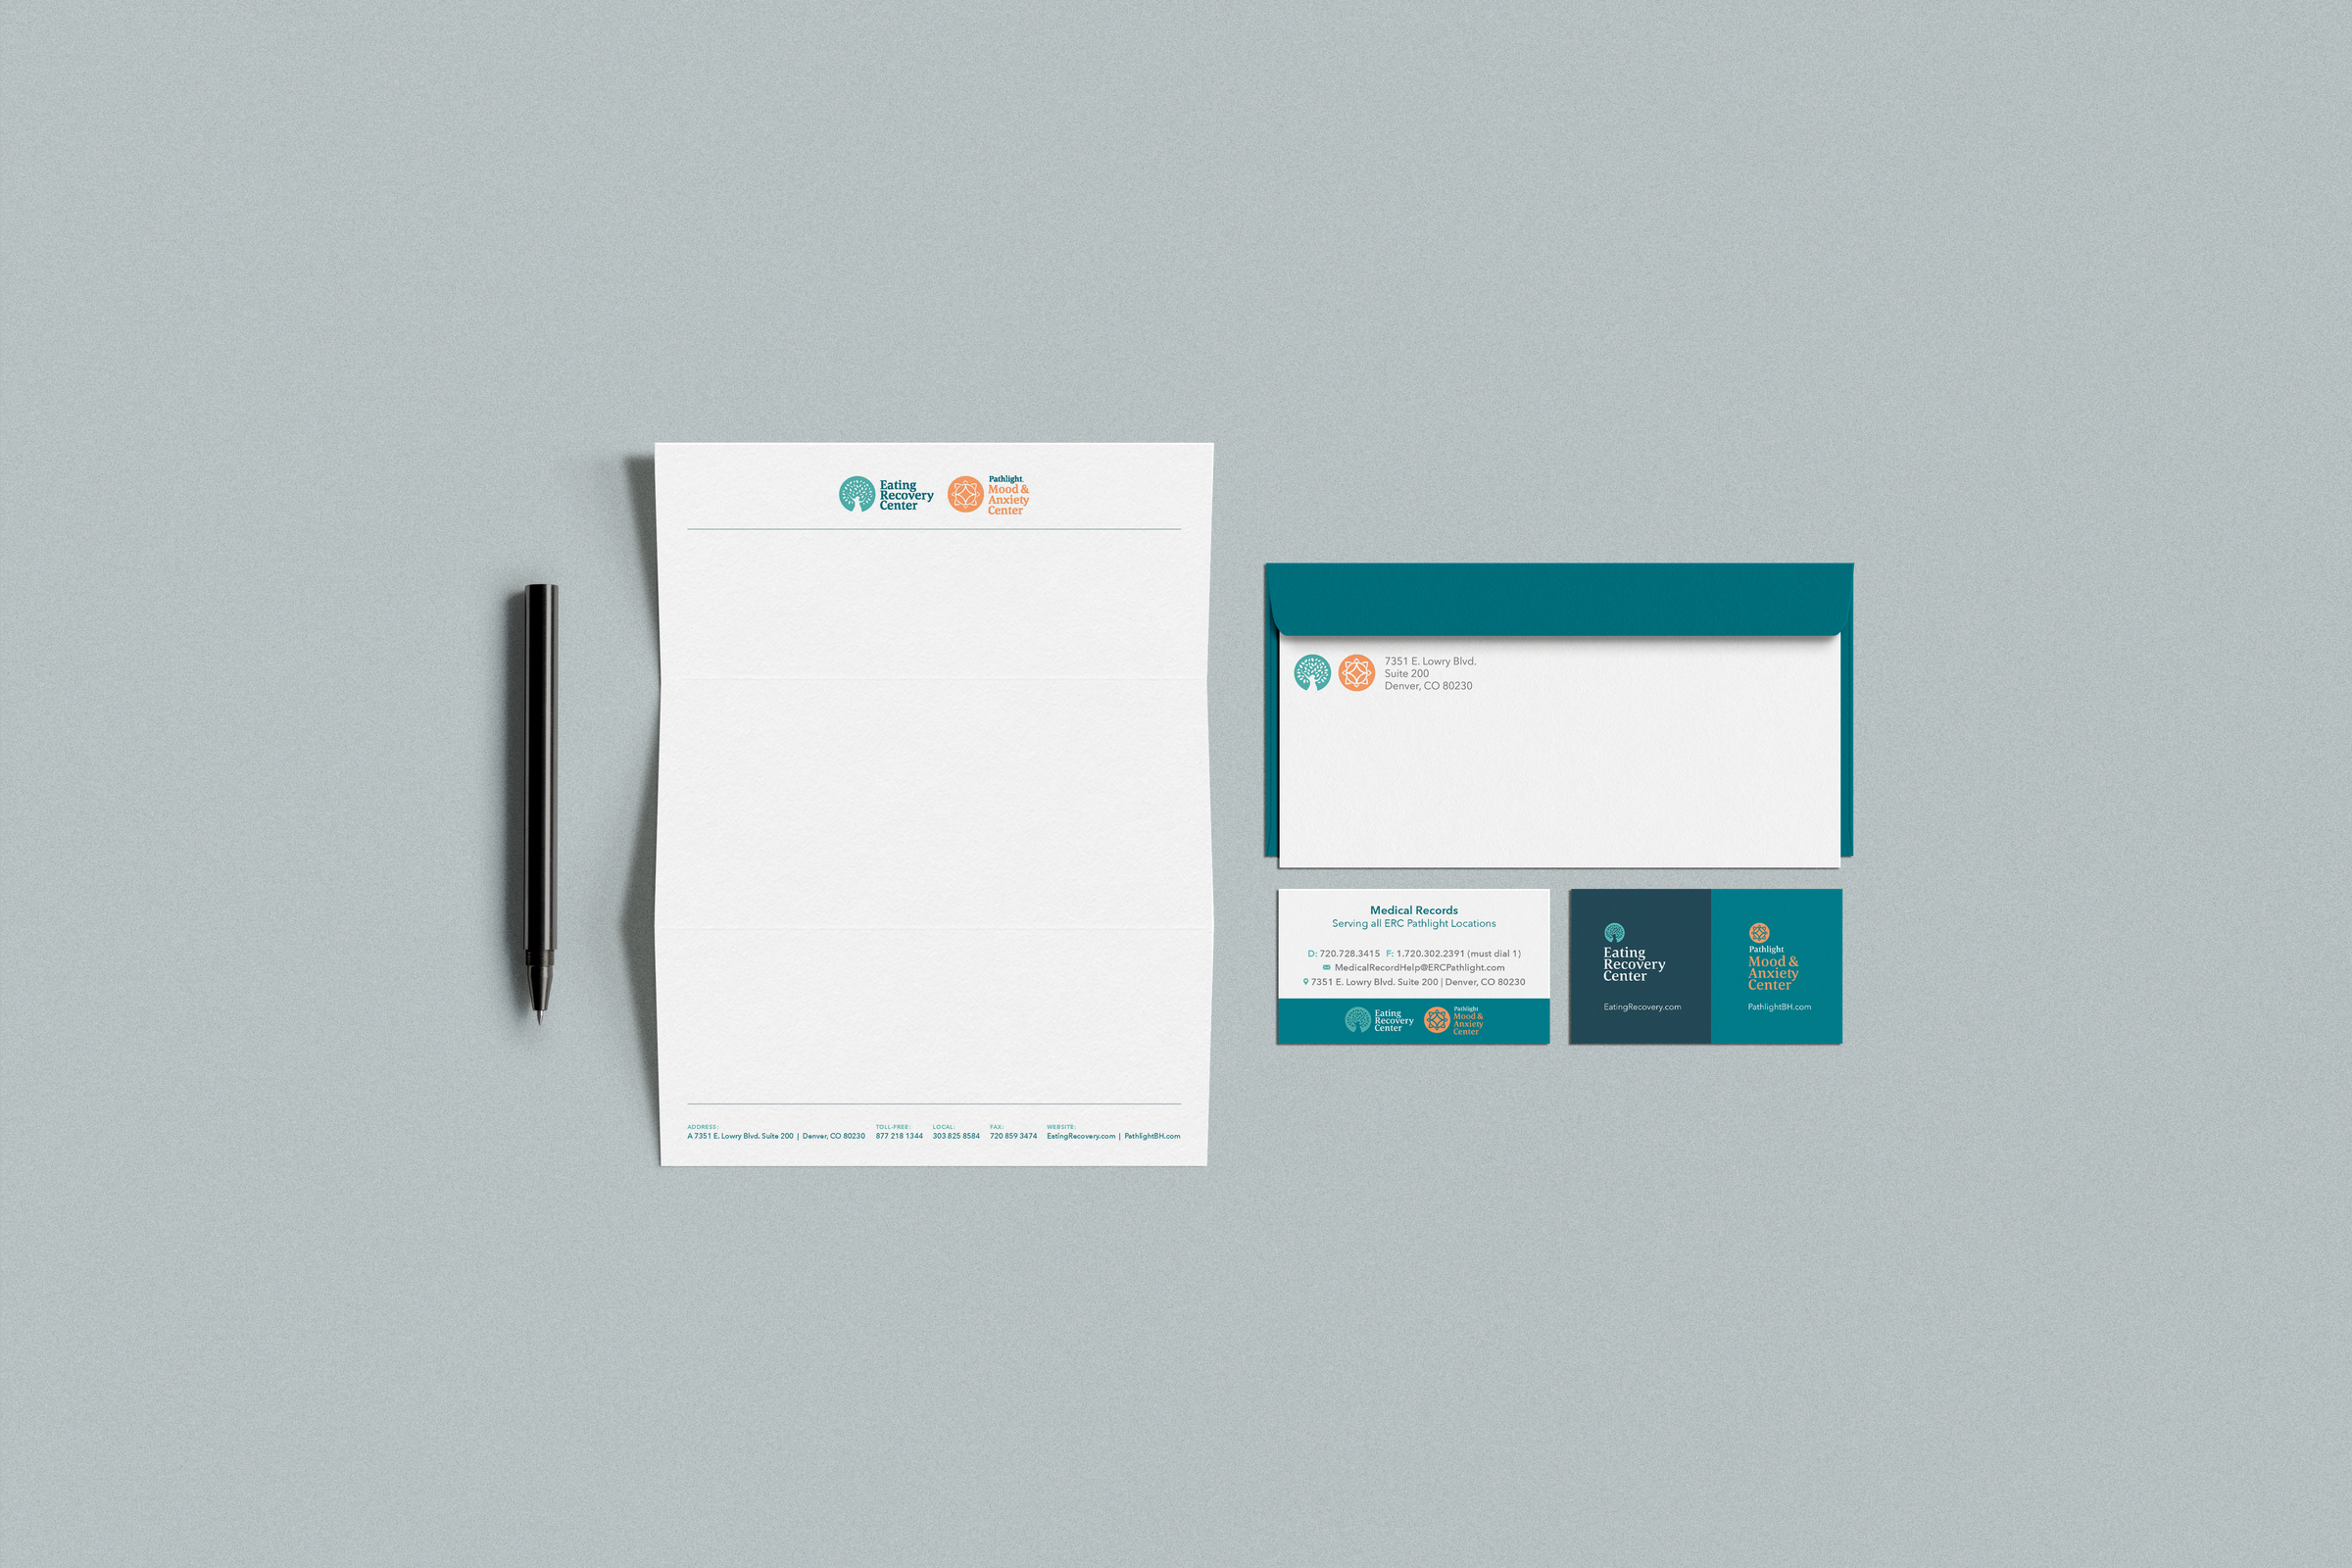 Eating
Recovery
Center
Pathlight
Mood &
Anxiety
Center
ADDRESS:
A 7351 E. Lowry Blvd. Suite 200 | Denver, CO 80230
TOLL-FREE:
877 218 1344
LOCAL:
303 825 8584
FAX:
720 859 3474
WEBSITE:
EatingRecovery.com | PathlightBH.com
7351 E. Lowry Blvd.
Suite 200
Denver, CO 80230
Medical Records
Serving all ERC Pathlight Locations
D: 720.728.3415 F: 1.720.302.2391 (must dial 1)
MedicalRecordHelp@ERCPathlight.com
7351 E. Lowry Blvd. Suite 200 | Denver, CO 80230
Eating
Recovery
Center
Pathlight
Mood &
Anxiety
Center
Eating
Recovery
Center
EatingRecovery.com
Pathlight
Mood &
Anxiety
Center
PathlightBH.com